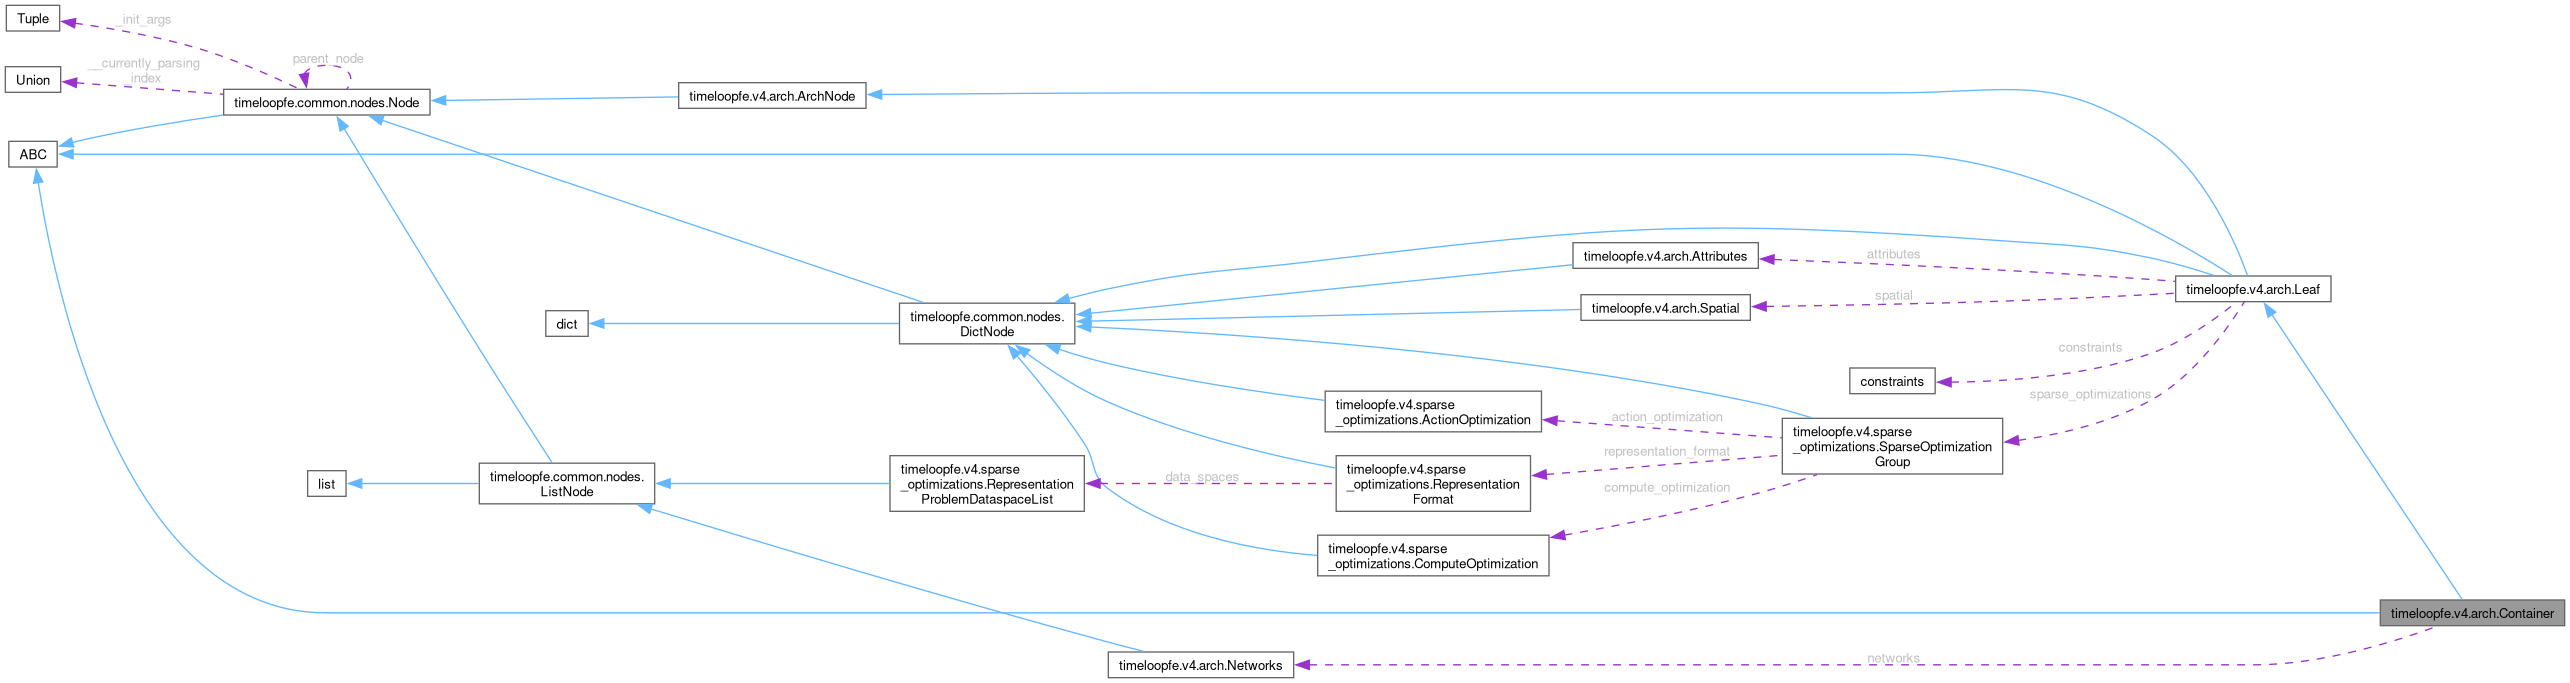 Tuple
_init_args
Union
__currently_parsing
_index
parent_node
timeloopfe.common.nodes.Node
timeloopfe.v4.arch.ArchNode
ABC
timeloopfe.v4.arch.Attributes
attributes
timeloopfe.v4.arch.Leaf
spatial
timeloopfe.v4.arch.Spatial
dict
timeloopfe.common.nodes.
DictNode
constraints
constraints
sparse_optimizations
timeloopfe.v4.sparse
_optimizations.ActionOptimization
action_optimization
timeloopfe.v4.sparse
_optimizations.SparseOptimization
Group
representation_format
list
timeloopfe.common.nodes.
ListNode
timeloopfe.v4.sparse
_optimizations.Representation
ProblemDataspaceList
data_spaces
timeloopfe.v4.sparse
_optimizations.Representation
Format
compute_optimization
timeloopfe.v4.sparse
_optimizations.ComputeOptimization
timeloopfe.v4.arch.Container
timeloopfe.v4.arch.Networks
networks